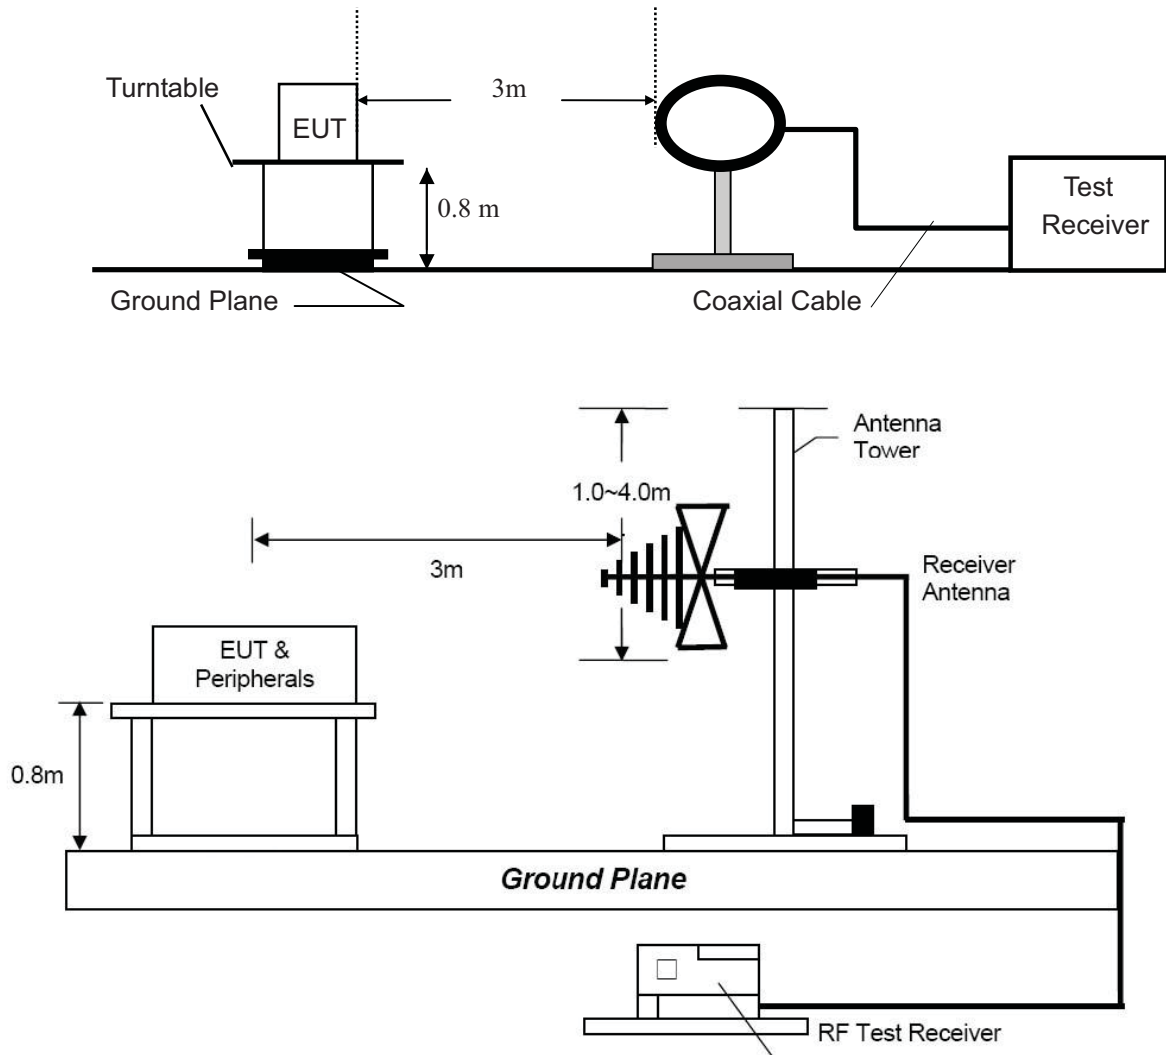 3m
Turntable
EUT
Test
Receiver
0.8 m
Ground Plane
Coaxial Cable
Antenna
Tower
1.0~4.0m
3m
Receiver
Antenna
EUT &
Peripherals
0.8m
Ground Plane
RF Test Receiver